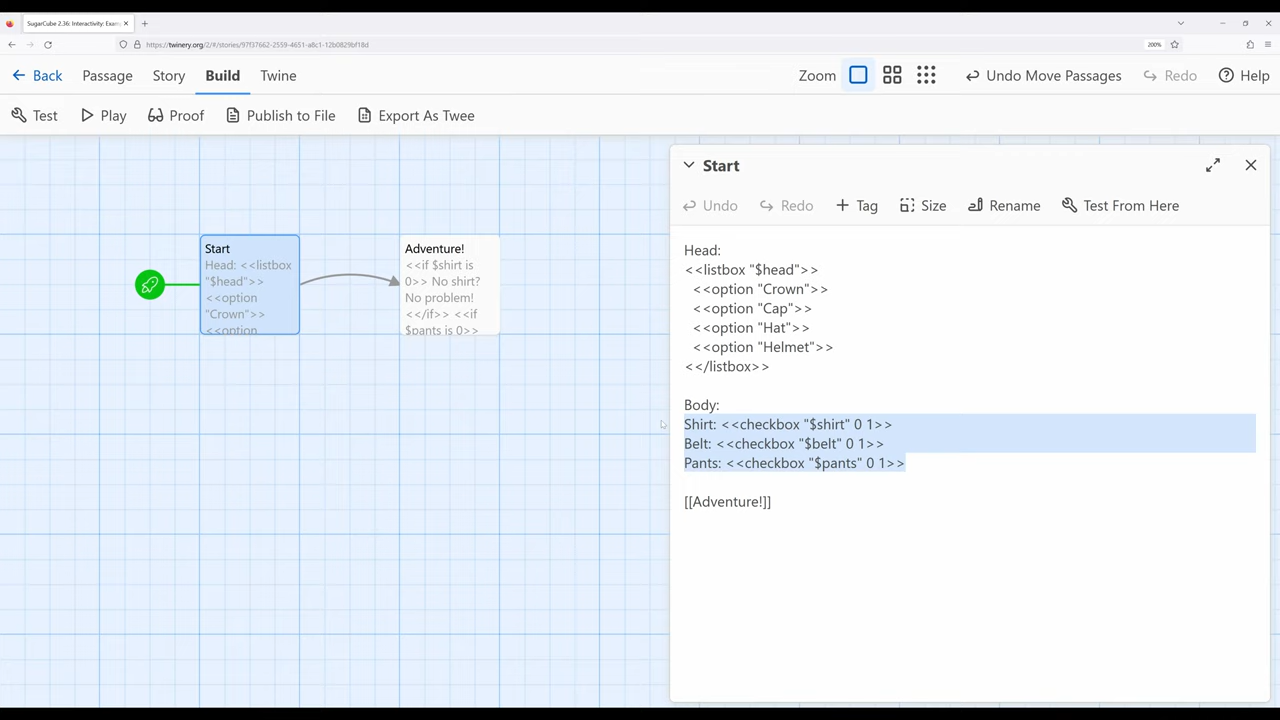 SugarCube 2.36: Interactivity: Exam
https://twinery.org/2/#/stories/97f37662-2559-4651-a8c1-12b0829bf18d
200%
Back
Passage
Story
Build
Twine
Zoom
Undo Move Passages
Redo
Help
Test
Play
Proof
Publish to File
Export As Twee
Start
Head: <<listbox
"$head">>
<<option
"Crown">>
<<option
Adventure!
<<if $shirt is
0>> No shirt?
No problem!
<</if>> <<if
$pants is 0>>
Start
Undo
Redo
Tag
Size
Rename
Test From Here
Head:
<<listbox "$head">>
<<option "Crown">>
<<option "Cap">>
<<option "Hat">>
<<option "Helmet">>
<</listbox>>
Body:
Shirt: <<checkbox "$shirt" 0 1>>
Belt: <<checkbox "$belt" 0 1>>
Pants: <<checkbox "$pants" 0 1>>
[[Adventure!]]